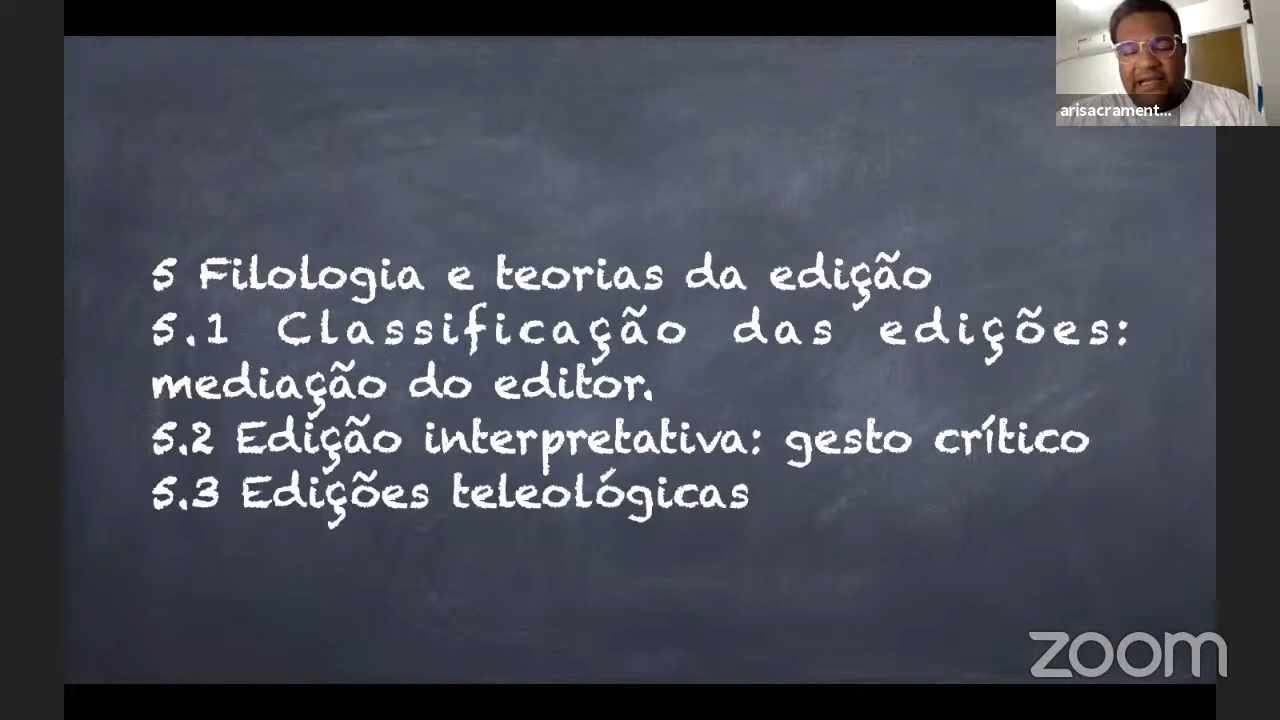 arisacrament...
5 Filologia e teorias da edição
5.1 Classificação das edições:
mediação do editor.
5.2 Edição interpretativa: gesto crítico
5.3 Edições teleológicas
zoom